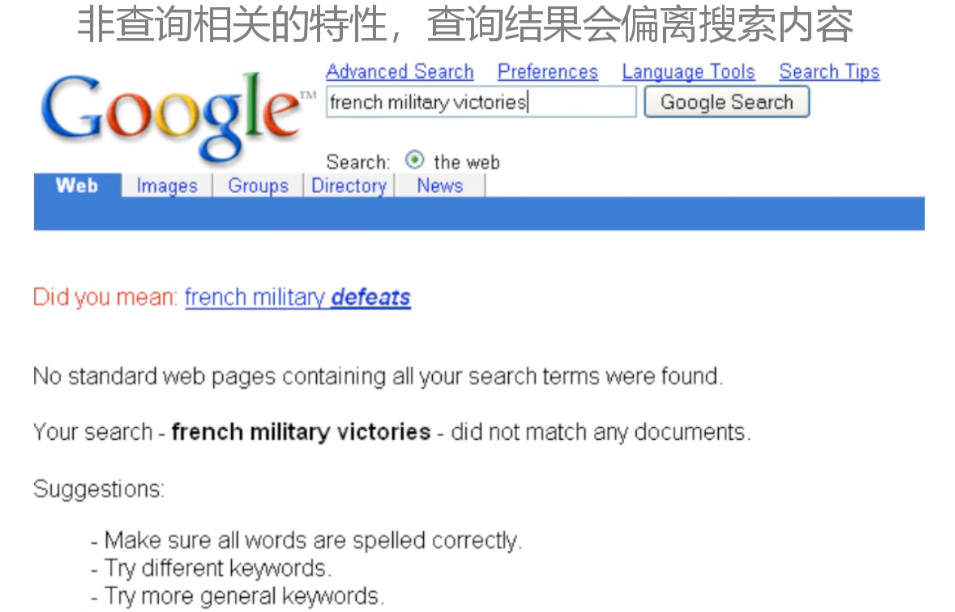 非查询相关的特性，查询结果会偏离搜索内容
Advanced Search Preferences Language Tools Search Tips
Google™ french military victories Google Search
Search: the web
Web Images Groups Directory News
Did you mean: french military defeats
No standard web pages containing all your search terms were found.
Your search - french military victories - did not match any documents.
Suggestions:
- Make sure all words are spelled correctly.
- Try different keywords.
- Try more general keywords.